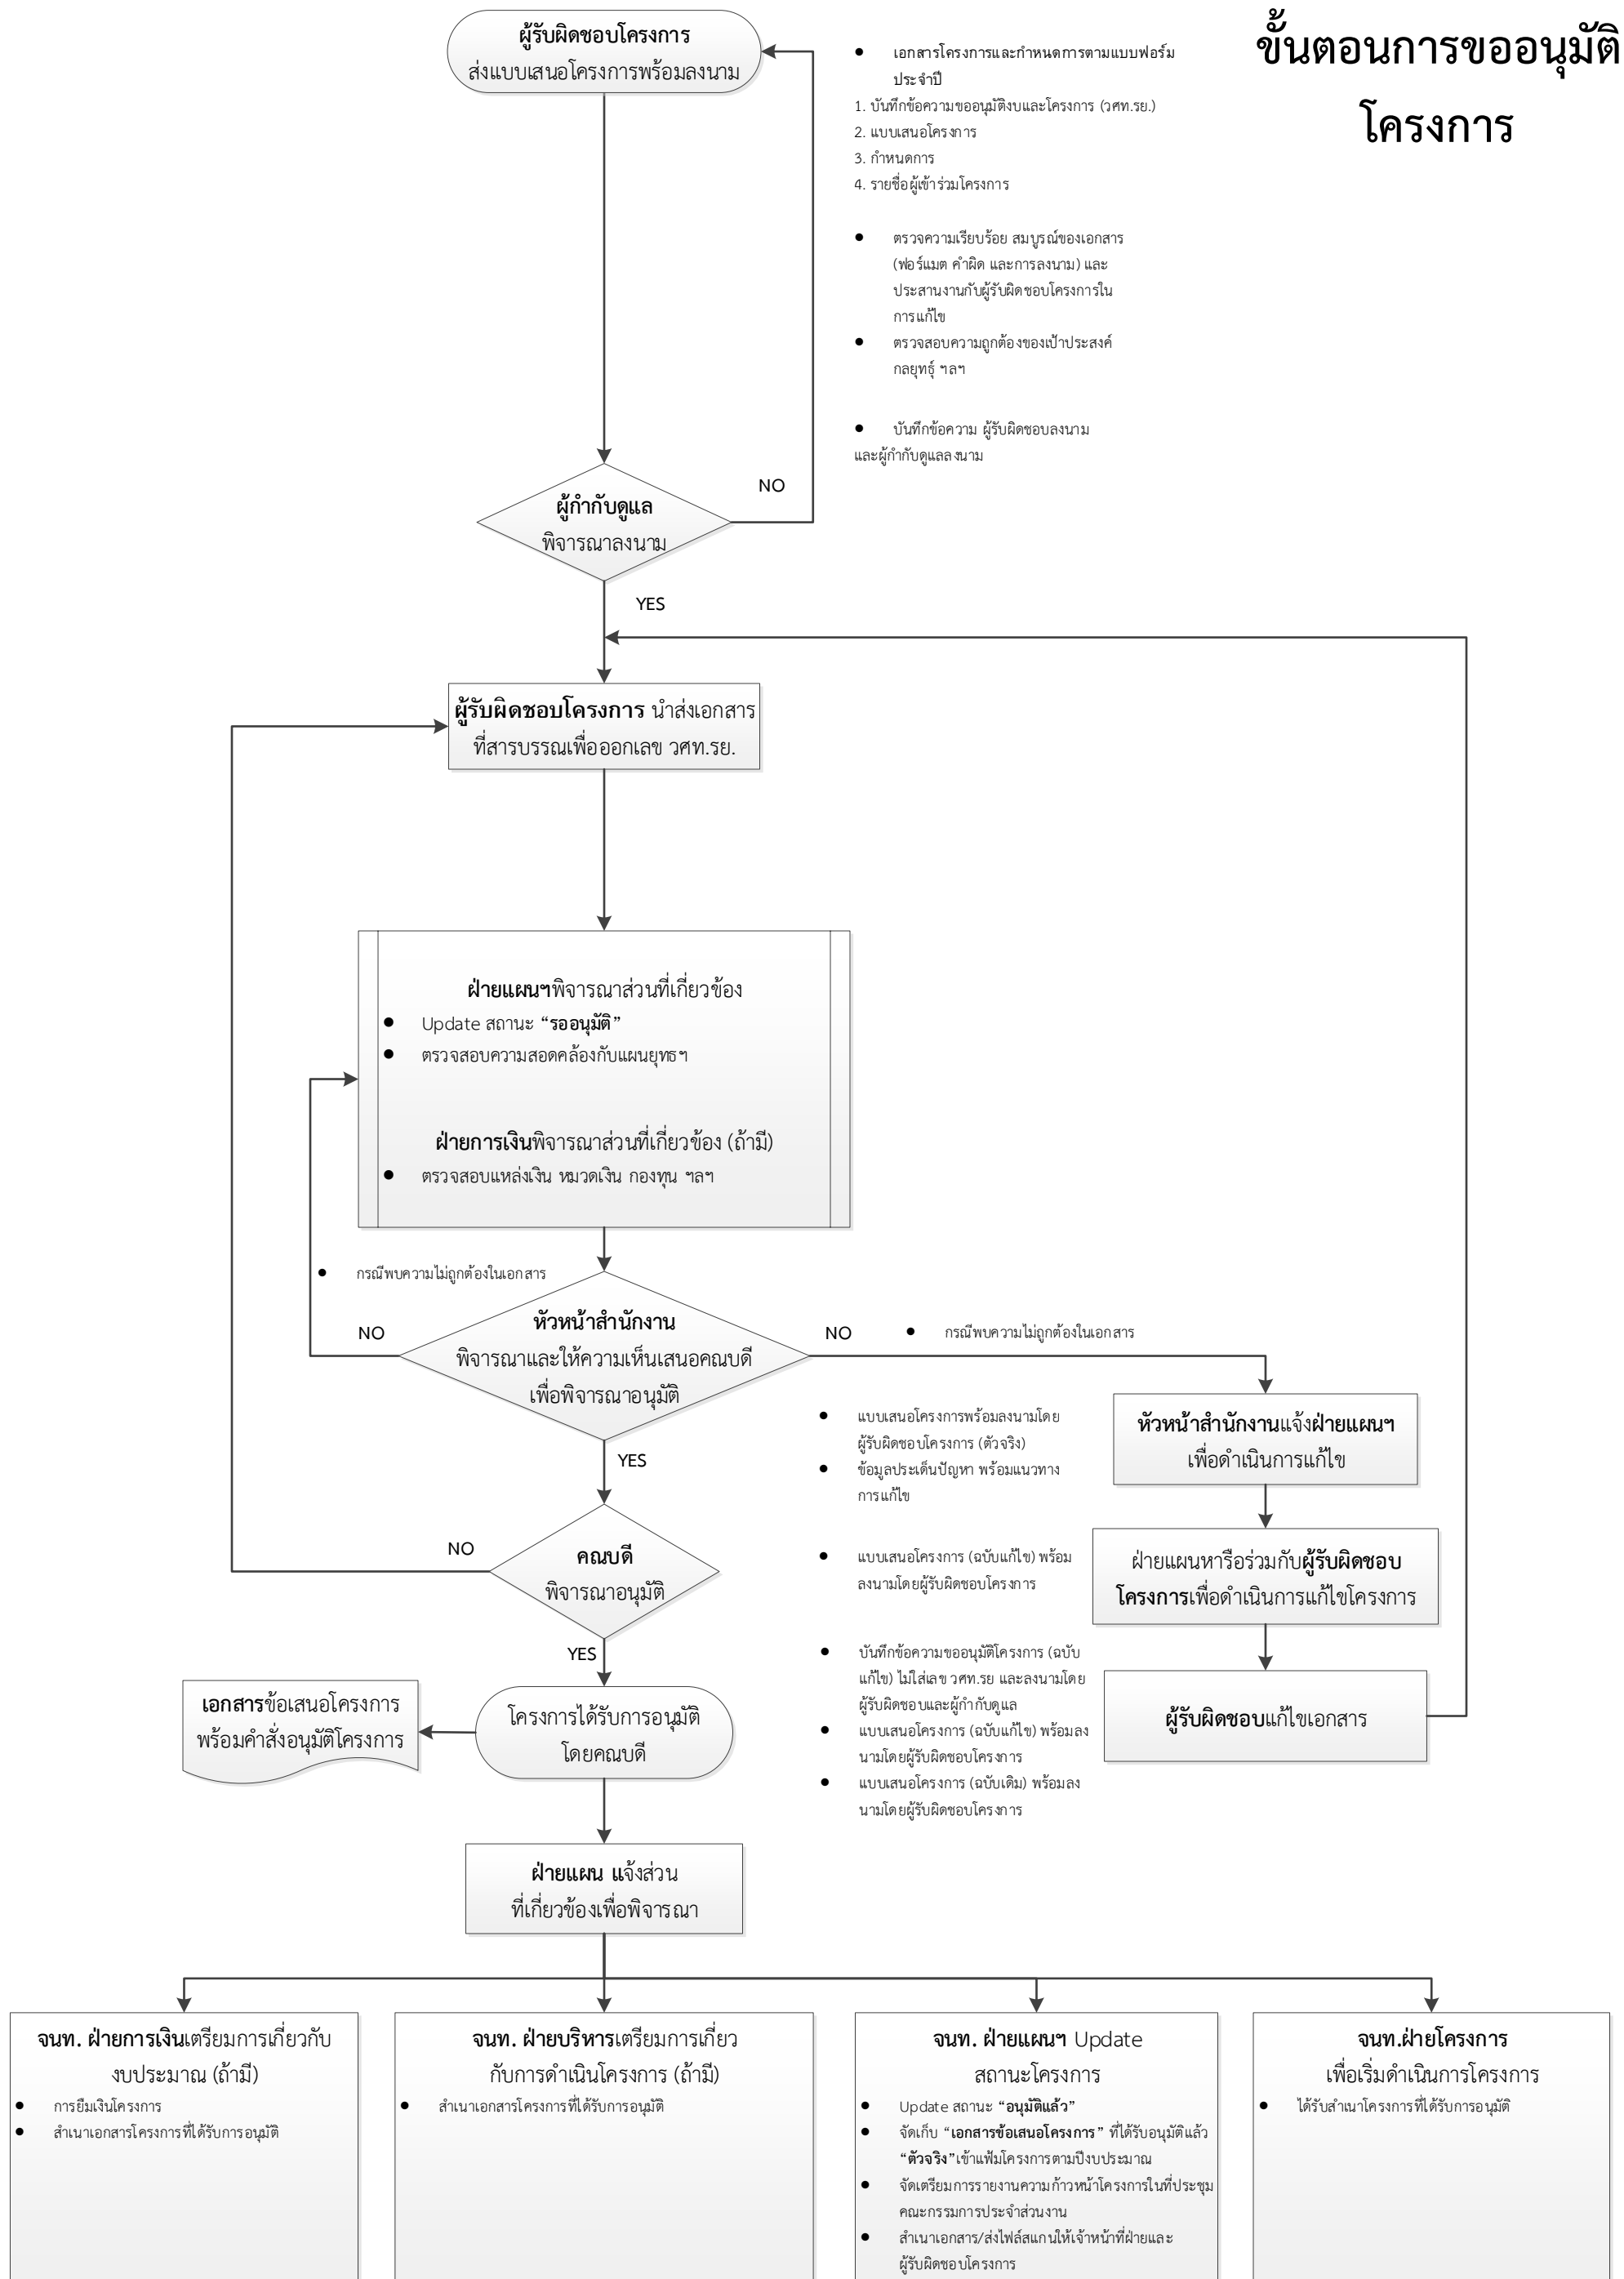 ขั้นตอนการขออนุมัติ
โครงการ
ผู้รับผิดชอบโครงการ
ส่งแบบเสนอโครงการพร้อมลงนาม
● เอกสารโครงการและกำหนดการตามแบบฟอร์ม
ประจำปี
1. บันทึกข้อความขออนุมัติงบและโครงการ (วศท.รย.)
2. แบบเสนอโครงการ
3. กำหนดการ
4. รายชื่อผู้เข้าร่วมโครงการ
● ตรวจความเรียบร้อย สมบูรณ์ของเอกสาร
(ฟอร์แมต คำผิด และการลงนาม) และ
ประสานงานกับผู้รับผิดชอบโครงการใน
การแก้ไข
● ตรวจสอบความถูกต้องของเป้าประสงค์
กลยุทธุ์ ฯลฯ
● บันทึกข้อความ ผู้รับผิดชอบลงนาม
และผู้กำกับดูแลลงนาม
ผู้กำกับดูแล
พิจารณาลงนาม
NO
YES
ผู้รับผิดชอบโครงการ นำส่งเอกสาร
ที่สารบรรณเพื่อออกเลข วศท.รย.
ฝ่ายแผนฯพิจารณาส่วนที่เกี่ยวข้อง
● Update สถานะ “รออนุมัติ”
● ตรวจสอบความสอดคล้องกับแผนยุทธฯ
ฝ่ายการเงินพิจารณาส่วนที่เกี่ยวข้อง (ถ้ามี)
● ตรวจสอบแหล่งเงิน หมวดเงิน กองทุน ฯลฯ
● กรณีพบความไม่ถูกต้องในเอกสาร
NO
หัวหน้าสำนักงาน
พิจารณาและให้ความเห็นเสนอคณบดี
เพื่อพิจารณาอนุมัติ
NO
● กรณีพบความไม่ถูกต้องในเอกสาร
YES
หัวหน้าสำนักงานแจ้งฝ่ายแผนฯ
เพื่อดำเนินการแก้ไข
● แบบเสนอโครงการพร้อมลงนามโดย
ผู้รับผิดชอบโครงการ (ตัวจริง)
● ข้อมูลประเด็นปัญหา พร้อมแนวทาง
การแก้ไข
NO
คณบดี
พิจารณาอนุมัติ
● แบบเสนอโครงการ (ฉบับแก้ไข) พร้อม
ลงนามโดยผู้รับผิดชอบโครงการ
ฝ่ายแผนหารือร่วมกับผู้รับผิดชอบ
โครงการเพื่อดำเนินการแก้ไขโครงการ
YES
● บันทึกข้อความขออนุมัติโครงการ (ฉบับ
แก้ไข) ไม่ใส่เลข วศท.รย และลงนามโดย
ผู้รับผิดชอบและผู้กำกับดูแล
● แบบเสนอโครงการ (ฉบับแก้ไข) พร้อมลง
นามโดยผู้รับผิดชอบโครงการ
● แบบเสนอโครงการ (ฉบับเดิม) พร้อมลง
นามโดยผู้รับผิดชอบโครงการ
ผู้รับผิดชอบแก้ไขเอกสาร
เอกสารข้อเสนอโครงการ
พร้อมคำสั่งอนุมัติโครงการ
โครงการได้รับการอนุมัติ
โดยคณบดี
ฝ่ายแผน แจ้งส่วน
ที่เกี่ยวข้องเพื่อพิจารณา
จนท. ฝ่ายการเงินเตรียมการเกี่ยวกับ
งบประมาณ (ถ้ามี)
● การยืมเงินโครงการ
● สำเนาเอกสารโครงการที่ได้รับการอนุมัติ
จนท. ฝ่ายบริหารเตรียมการเกี่ยว
กับการดำเนินโครงการ (ถ้ามี)
● สำเนาเอกสารโครงการที่ได้รับการอนุมัติ
จนท. ฝ่ายแผนฯ Update
สถานะโครงการ
● Update สถานะ “อนุมัติแล้ว”
● จัดเก็บ “เอกสารข้อเสนอโครงการ” ที่ได้รับอนุมัติแล้ว
“ตัวจริง”เข้าแฟ้มโครงการตามปีงบประมาณ
● จัดเตรียมการรายงานความก้าวหน้าโครงการในที่ประชุม
คณะกรรมการประจำส่วนงาน
● สำเนาเอกสาร/ส่งไฟล์สแกนให้เจ้าหน้าที่ฝ่ายและ
ผู้รับผิดชอบโครงการ
จนท.ฝ่ายโครงการ
เพื่อเริ่มดำเนินการโครงการ
● ได้รับสำเนาโครงการที่ได้รับการอนุมัติ